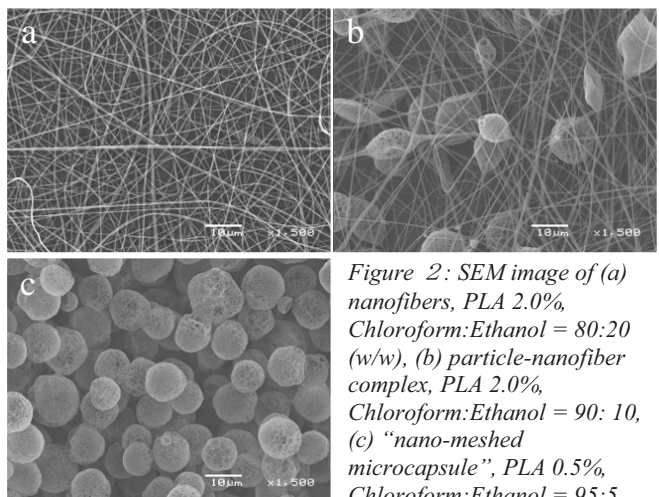 a
b
10μm ×1,500
10μm ×1,500
c
10μm ×1,500
Figure 2: SEM image of (a)
nanofibers, PLA 2.0%,
Chloroform:Ethanol = 80:20
(w/w), (b) particle-nanofiber
complex, PLA 2.0%,
Chloroform:Ethanol = 90: 10,
(c) “nano-meshed
microcapsule”, PLA 0.5%,
Chloroform:Ethanol = 95:5